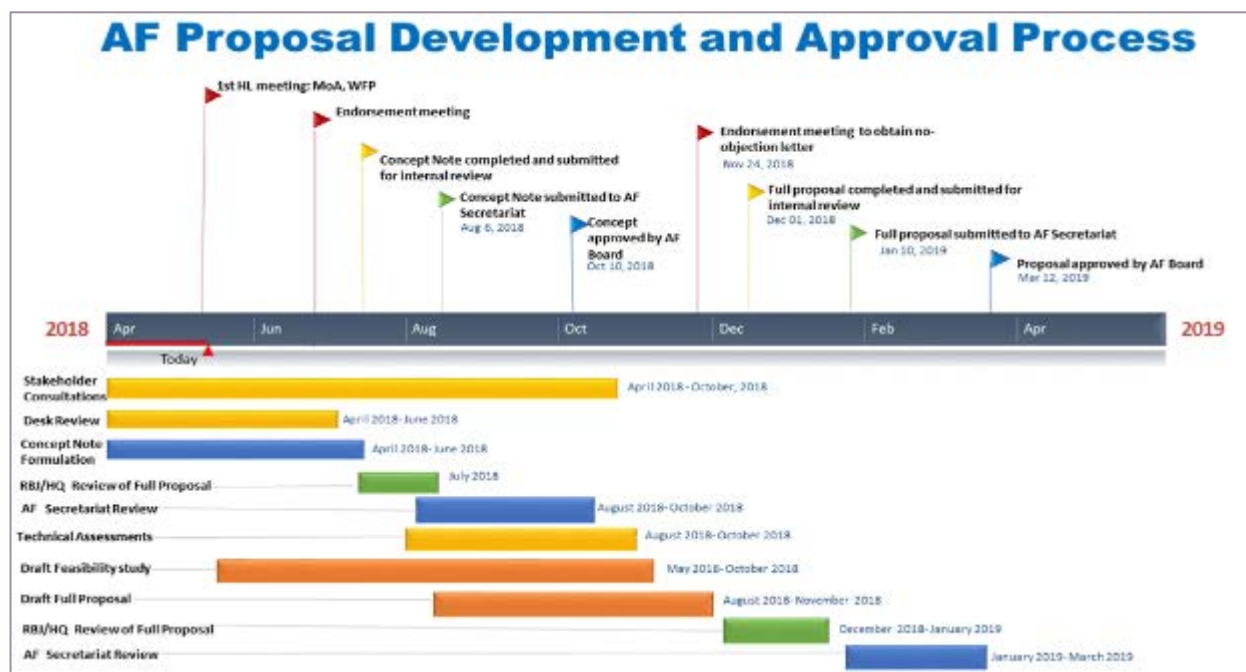 AF Proposal Development and Approval Process
1st HL meeting: MoA, WFP
Endorsement meeting
Concept Note completed and submitted
for internal review
Concept Note submitted to AF
Secretariat
Aug 6, 2018
Concept
approved by AF
Board
Oct 10, 2018
Endorsement meeting to obtain no-
objection letter
Nov 24, 2018
Full proposal completed and submitted for
internal review
Dec 01, 2018
Full proposal submitted to AF Secretariat
Jan 10, 2019
Proposal approved by AF Board
Mar 12, 2019
2018 Apr Jun Aug Oct Dec Feb Apr 2019
Today
Stakeholder
Consultations
April 2018-October, 2018
Desk Review
April 2018-June 2018
Concept Note
Formulation
April 2018-June 2018
RBJ/HQ Review of Full Proposal
July 2018
AF Secretariat Review
August 2018-October 2018
Technical Assessments
August 2018-October 2018
Draft Feasibility study
May 2018-October 2018
Draft Full Proposal
August 2018-November 2018
RBJ/HQ Review of Full Proposal
December 2018-January 2019
AF Secretariat Review
January 2019-March 2019